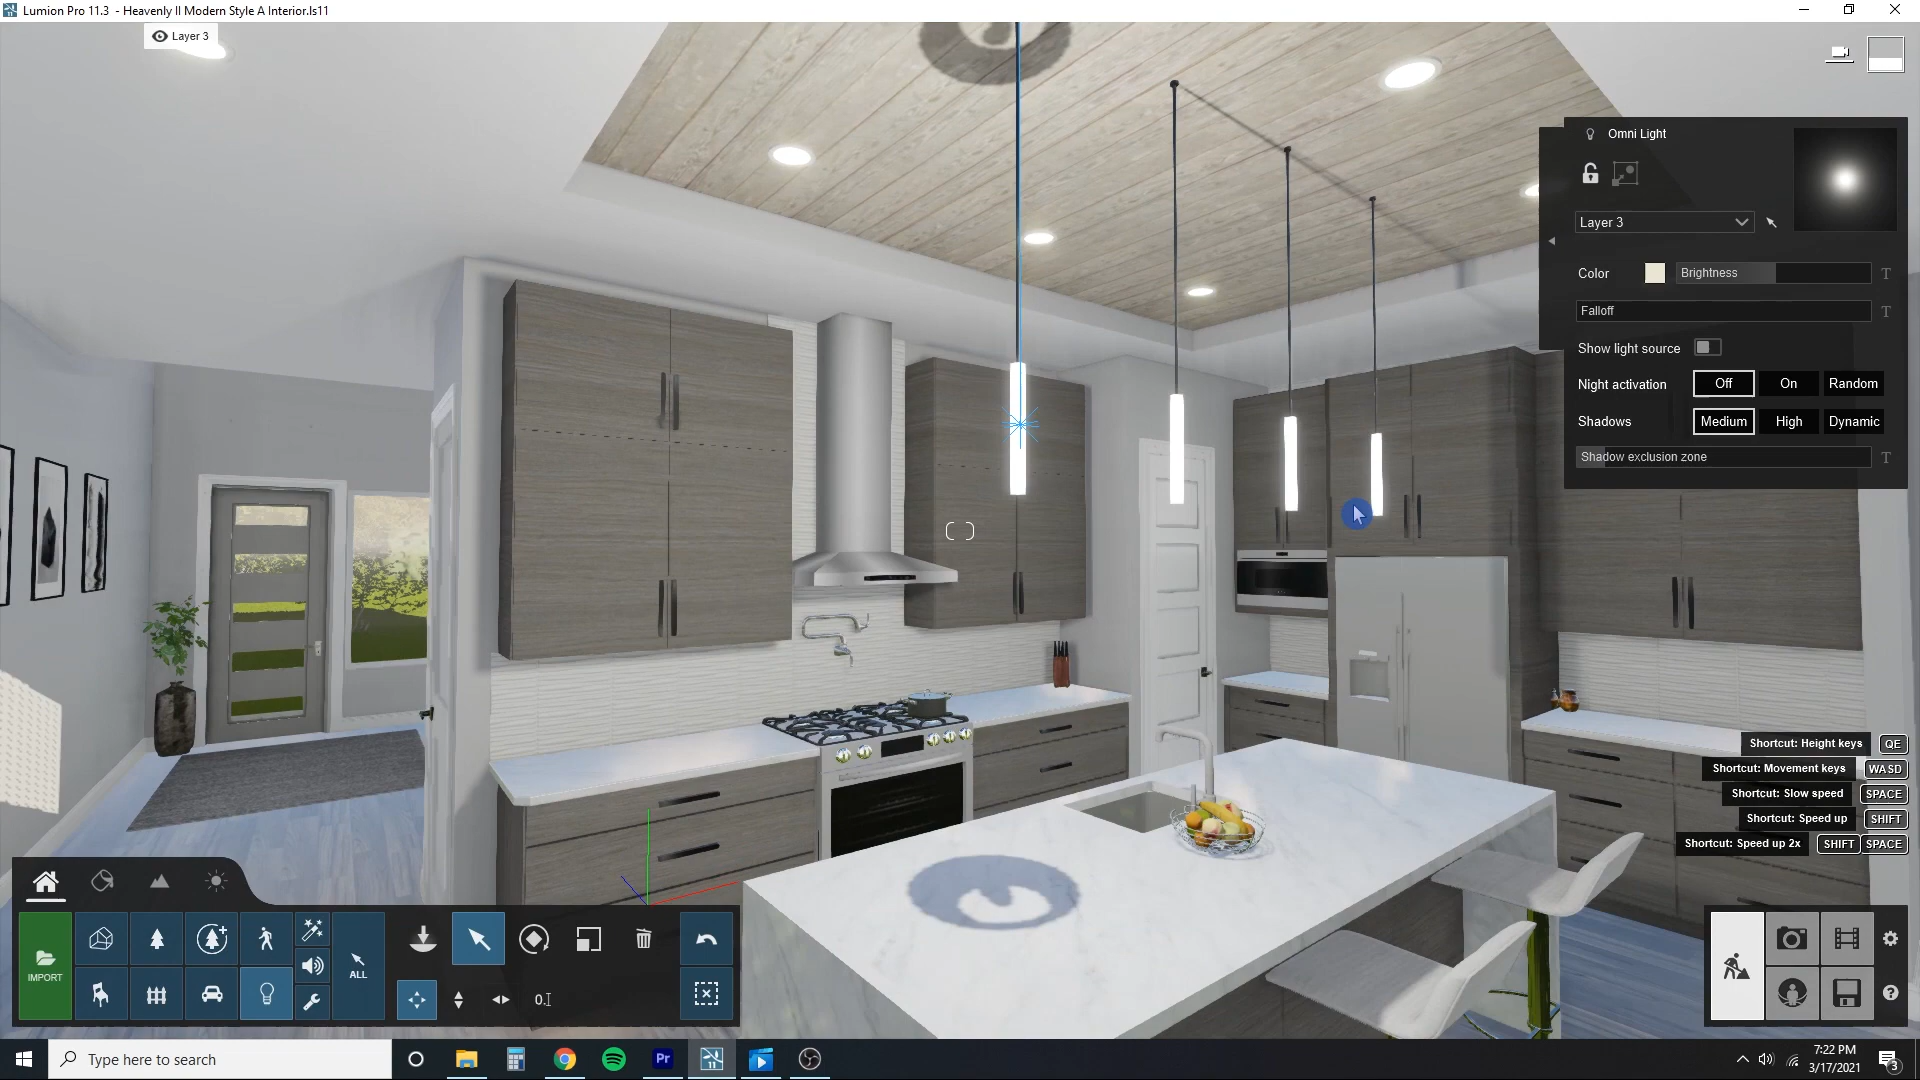 Lumion Pro 11.3 - Heavenly II Modern Style A Interior.ls11
Layer 3
Omni Light
Layer 3
Color
Brightness
T
Falloff
T
Show light source
Night activation
Off
On
Random
Shadows
Medium
High
Dynamic
Shadow exclusion zone
T
Shortcut: Height keys
QE
Shortcut: Movement keys
WASD
Shortcut: Slow speed
SPACE
Shortcut: Speed up
SHIFT
Shortcut: Speed up 2x
SHIFT
SPACE
IMPORT
ALL
0.
?
Type here to search
Pr
11
7:22 PM
3/17/2021
3